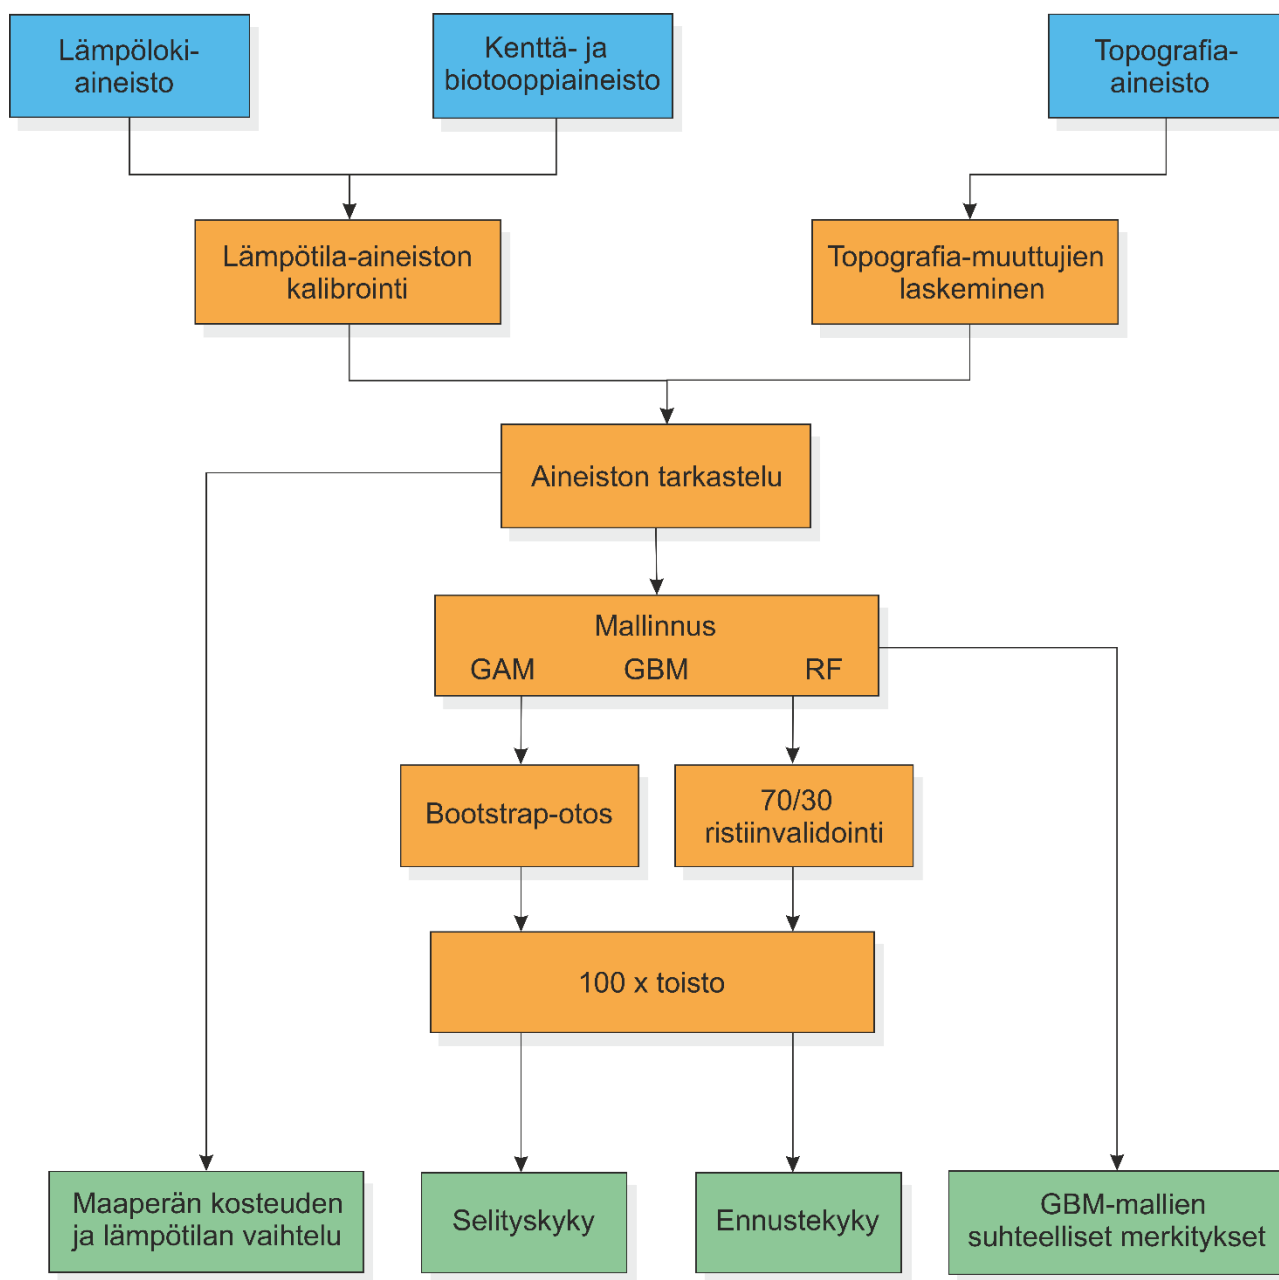 Lämpöloki-
aineisto
Kenttä- ja
biotooppiaineisto
Topografia-
aineisto
Lämpötila-aineiston
kalibrointi
Topografia-muuttujien
laskeminen
Aineiston tarkastelu
Mallinnus
GAM GBM RF
Bootstrap-otos
70/30
ristiinvalidointi
100 x toisto
Maaperän kosteuden
ja lämpötilan vaihtelu
Selityskyky
Ennustekyky
GBM-mallien
suhteelliset merkitykset